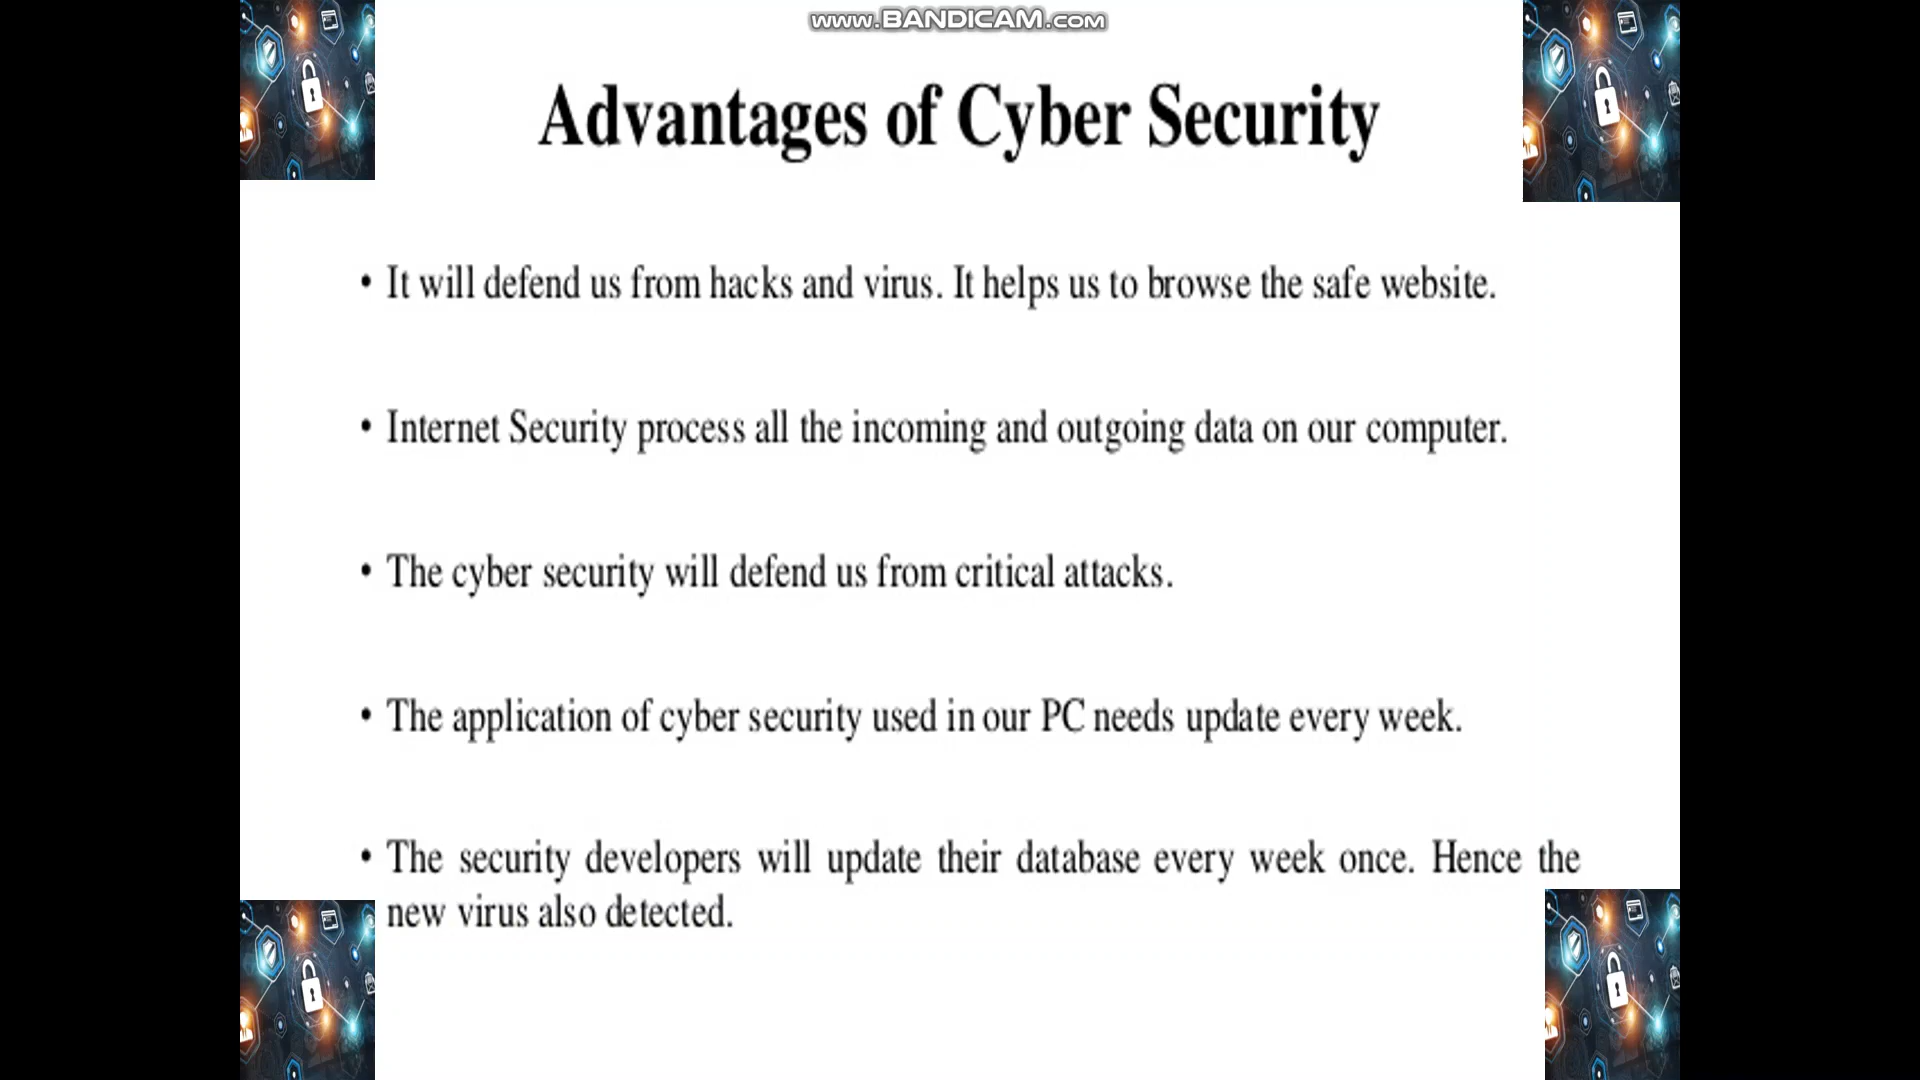 www.BANDICAM.com
Advantages of Cyber Security
• It will defend us from hacks and virus. It helps us to browse the safe website.
• Internet Security process all the incoming and outgoing data on our computer.
• The cyber security will defend us from critical attacks.
• The application of cyber security used in our PC needs update every week.
• The security developers will update their database every week once. Hence the
new virus also detected.